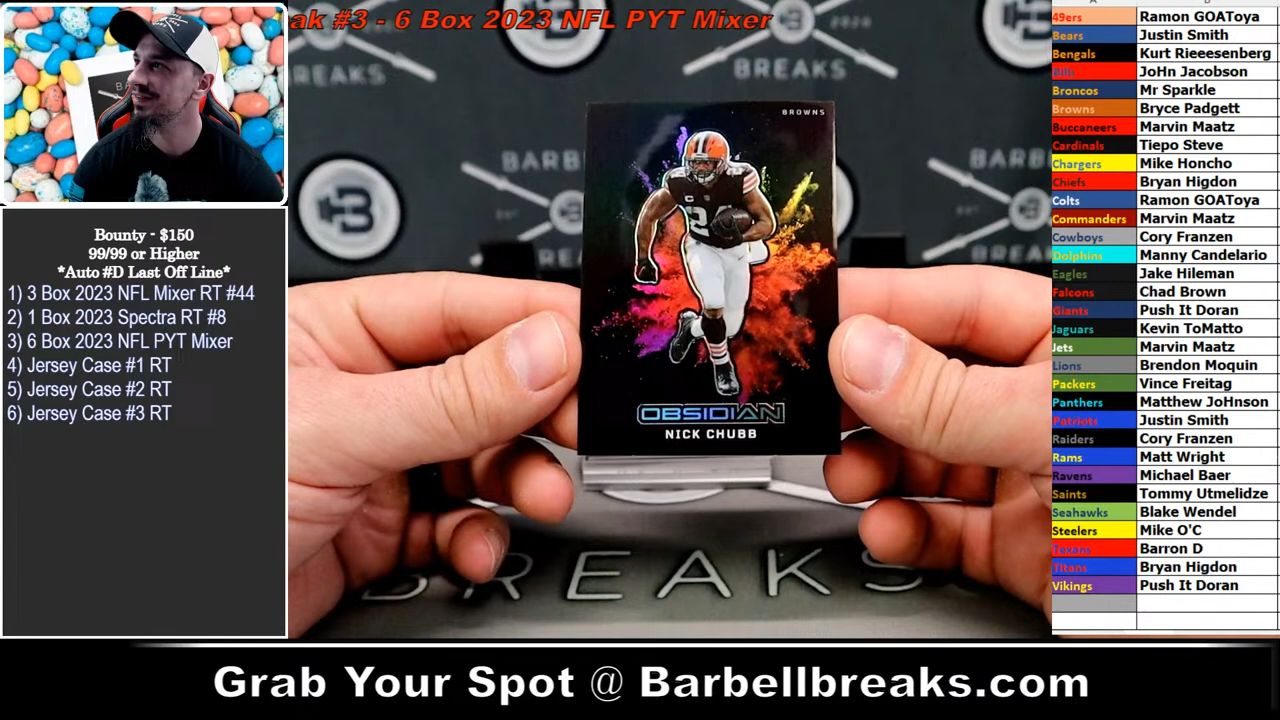 ak #3 - 6 Box 2023 NFL PYT Mixer
BREAKS
BREAKS
BARB
BARB
BREAKS
Bounty - $150
99/99 or Higher
*Auto #D Last Off Line*
1) 3 Box 2023 NFL Mixer RT #44
2) 1 Box 2023 Spectra RT #8
3) 6 Box 2023 NFL PYT Mixer
4) Jersey Case #1 RT
5) Jersey Case #2 RT
6) Jersey Case #3 RT
BROWNS
24
OBSIDIAN
NICK CHUBB
49ers Ramon GOAToya
Bears Justin Smith
Bengals Kurt Rieeesenberg
Bills JoHn Jacobson
Broncos Mr Sparkle
Browns Bryce Padgett
Buccaneers Marvin Maatz
Cardinals Tiepo Steve
Chargers Mike Honcho
Chiefs Bryan Higdon
Colts Ramon GOAToya
Commanders Marvin Maatz
Cowboys Cory Franzen
Dolphins Manny Candelario
Eagles Jake Hileman
Falcons Chad Brown
Giants Push It Doran
Jaguars Kevin ToMatto
Jets Marvin Maatz
Lions Brendon Moquin
Packers Vince Freitag
Panthers Matthew JoHnson
Patriots Justin Smith
Raiders Cory Franzen
Rams Matt Wright
Ravens Michael Baer
Saints Tommy Utmelidze
Seahawks Blake Wendel
Steelers Mike O'C
Texans Barron D
Titans Bryan Higdon
Vikings Push It Doran
Grab Your Spot @ Barbellbreaks.com